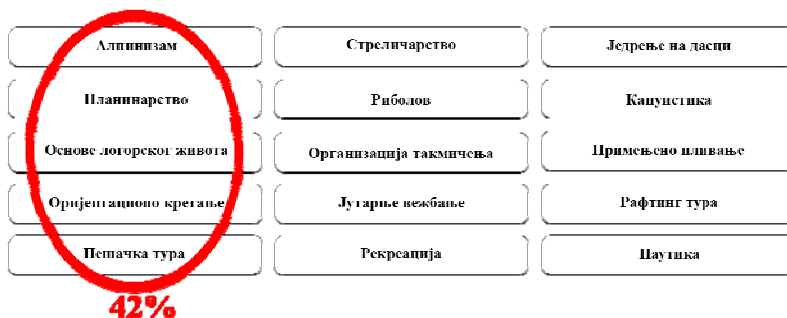 Алпинизам
Стреличарство
Једрење на дасци
Планинарство
Риболов
Кануистика
Основе логорског живота
Организација такмичења
Примењено пливање
Оријентационо кретање
Јутарње вежбање
Рафтинг тура
Пешачка тура
Рекреација
Наутика
42%